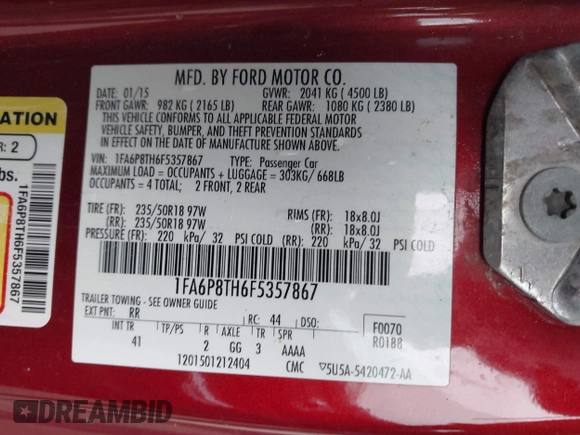 MFD. BY FORD MOTOR CO.
DATE: 01/15 GVWR: 2041 KG ( 4500 LB)
FRONT GAWR: 982 KG ( 2165 LB) REAR GAWR: 1080 KG ( 2380 LB)
THIS VEHICLE CONFORMS TO ALL APPLICABLE FEDERAL MOTOR
VEHICLE SAFETY, BUMPER, AND THEFT PREVENTION STANDARDS
IN EFFECT ON THE DATE OF MANUFACTURE SHOWN ABOVE.
VIN: 1FA6P8TH6F5357867 TYPE: Passenger Car
MAXIMUM LOAD = OCCUPANTS + LUGGAGE = 303KG/ 668LB
OCCUPANTS = 4 TOTAL; 2 FRONT, 2 REAR
TIRE (FR): 235/50R18 97W RIMS (FR): 18x8.0J
(RR): 235/50R18 97W (RR): 18x8.0J
PRESSURE (FR): 220 kPa/ 32 PSI COLD (RR): 220 kPa/ 32 PSI COLD
1FA6P8TH6F5357867
TRAILER TOWING - SEE OWNER GUIDE
EXT PNT: RR RC: 44 DSO:
INT TR TP/PS R AXLE TR SPR
41 2 GG 3 AAAA
1201501212404 CMC
F0070
R0188
5U5A-5420472-AA
ATION
R: 2
bs.
1FA6P8TH6F5357867
DREAMBID